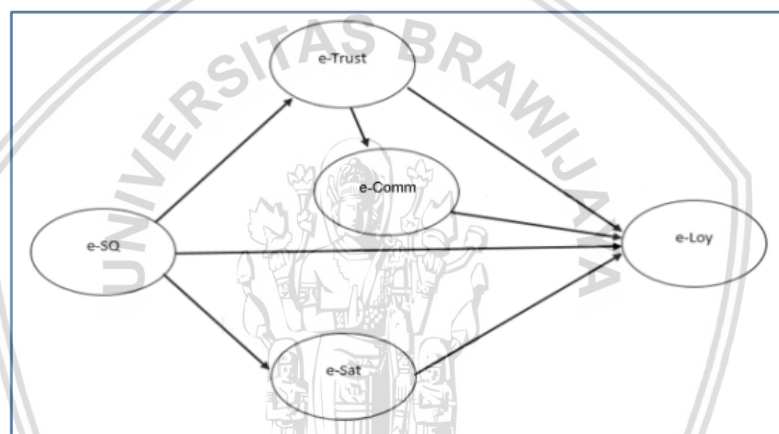 UNIVERSITAS BRAWIJAYA
e-Trust
e-Comm
e-SQ
e-Loy
e-Sat